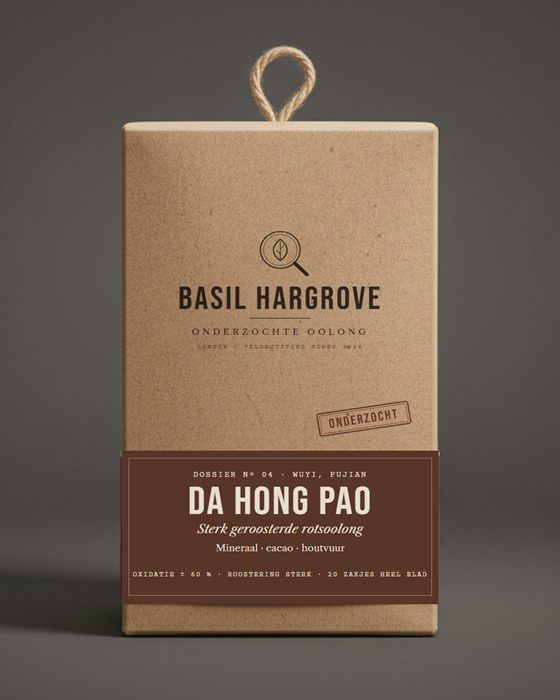 BASIL HARGROVE
ONDERZOCHTE OOLONG
LONDEN SINDS
ONDERZOCHT
DOSSIER Nº 04 · WUYI, FUJIAN
DA HONG PAO
Sterk geroosterde rotsoolong
Mineraal · cacao · houtvuur
OXIDATIE ± 60 % · ROOSTERING STERK · 20 ZAKJES HEEL BLAD